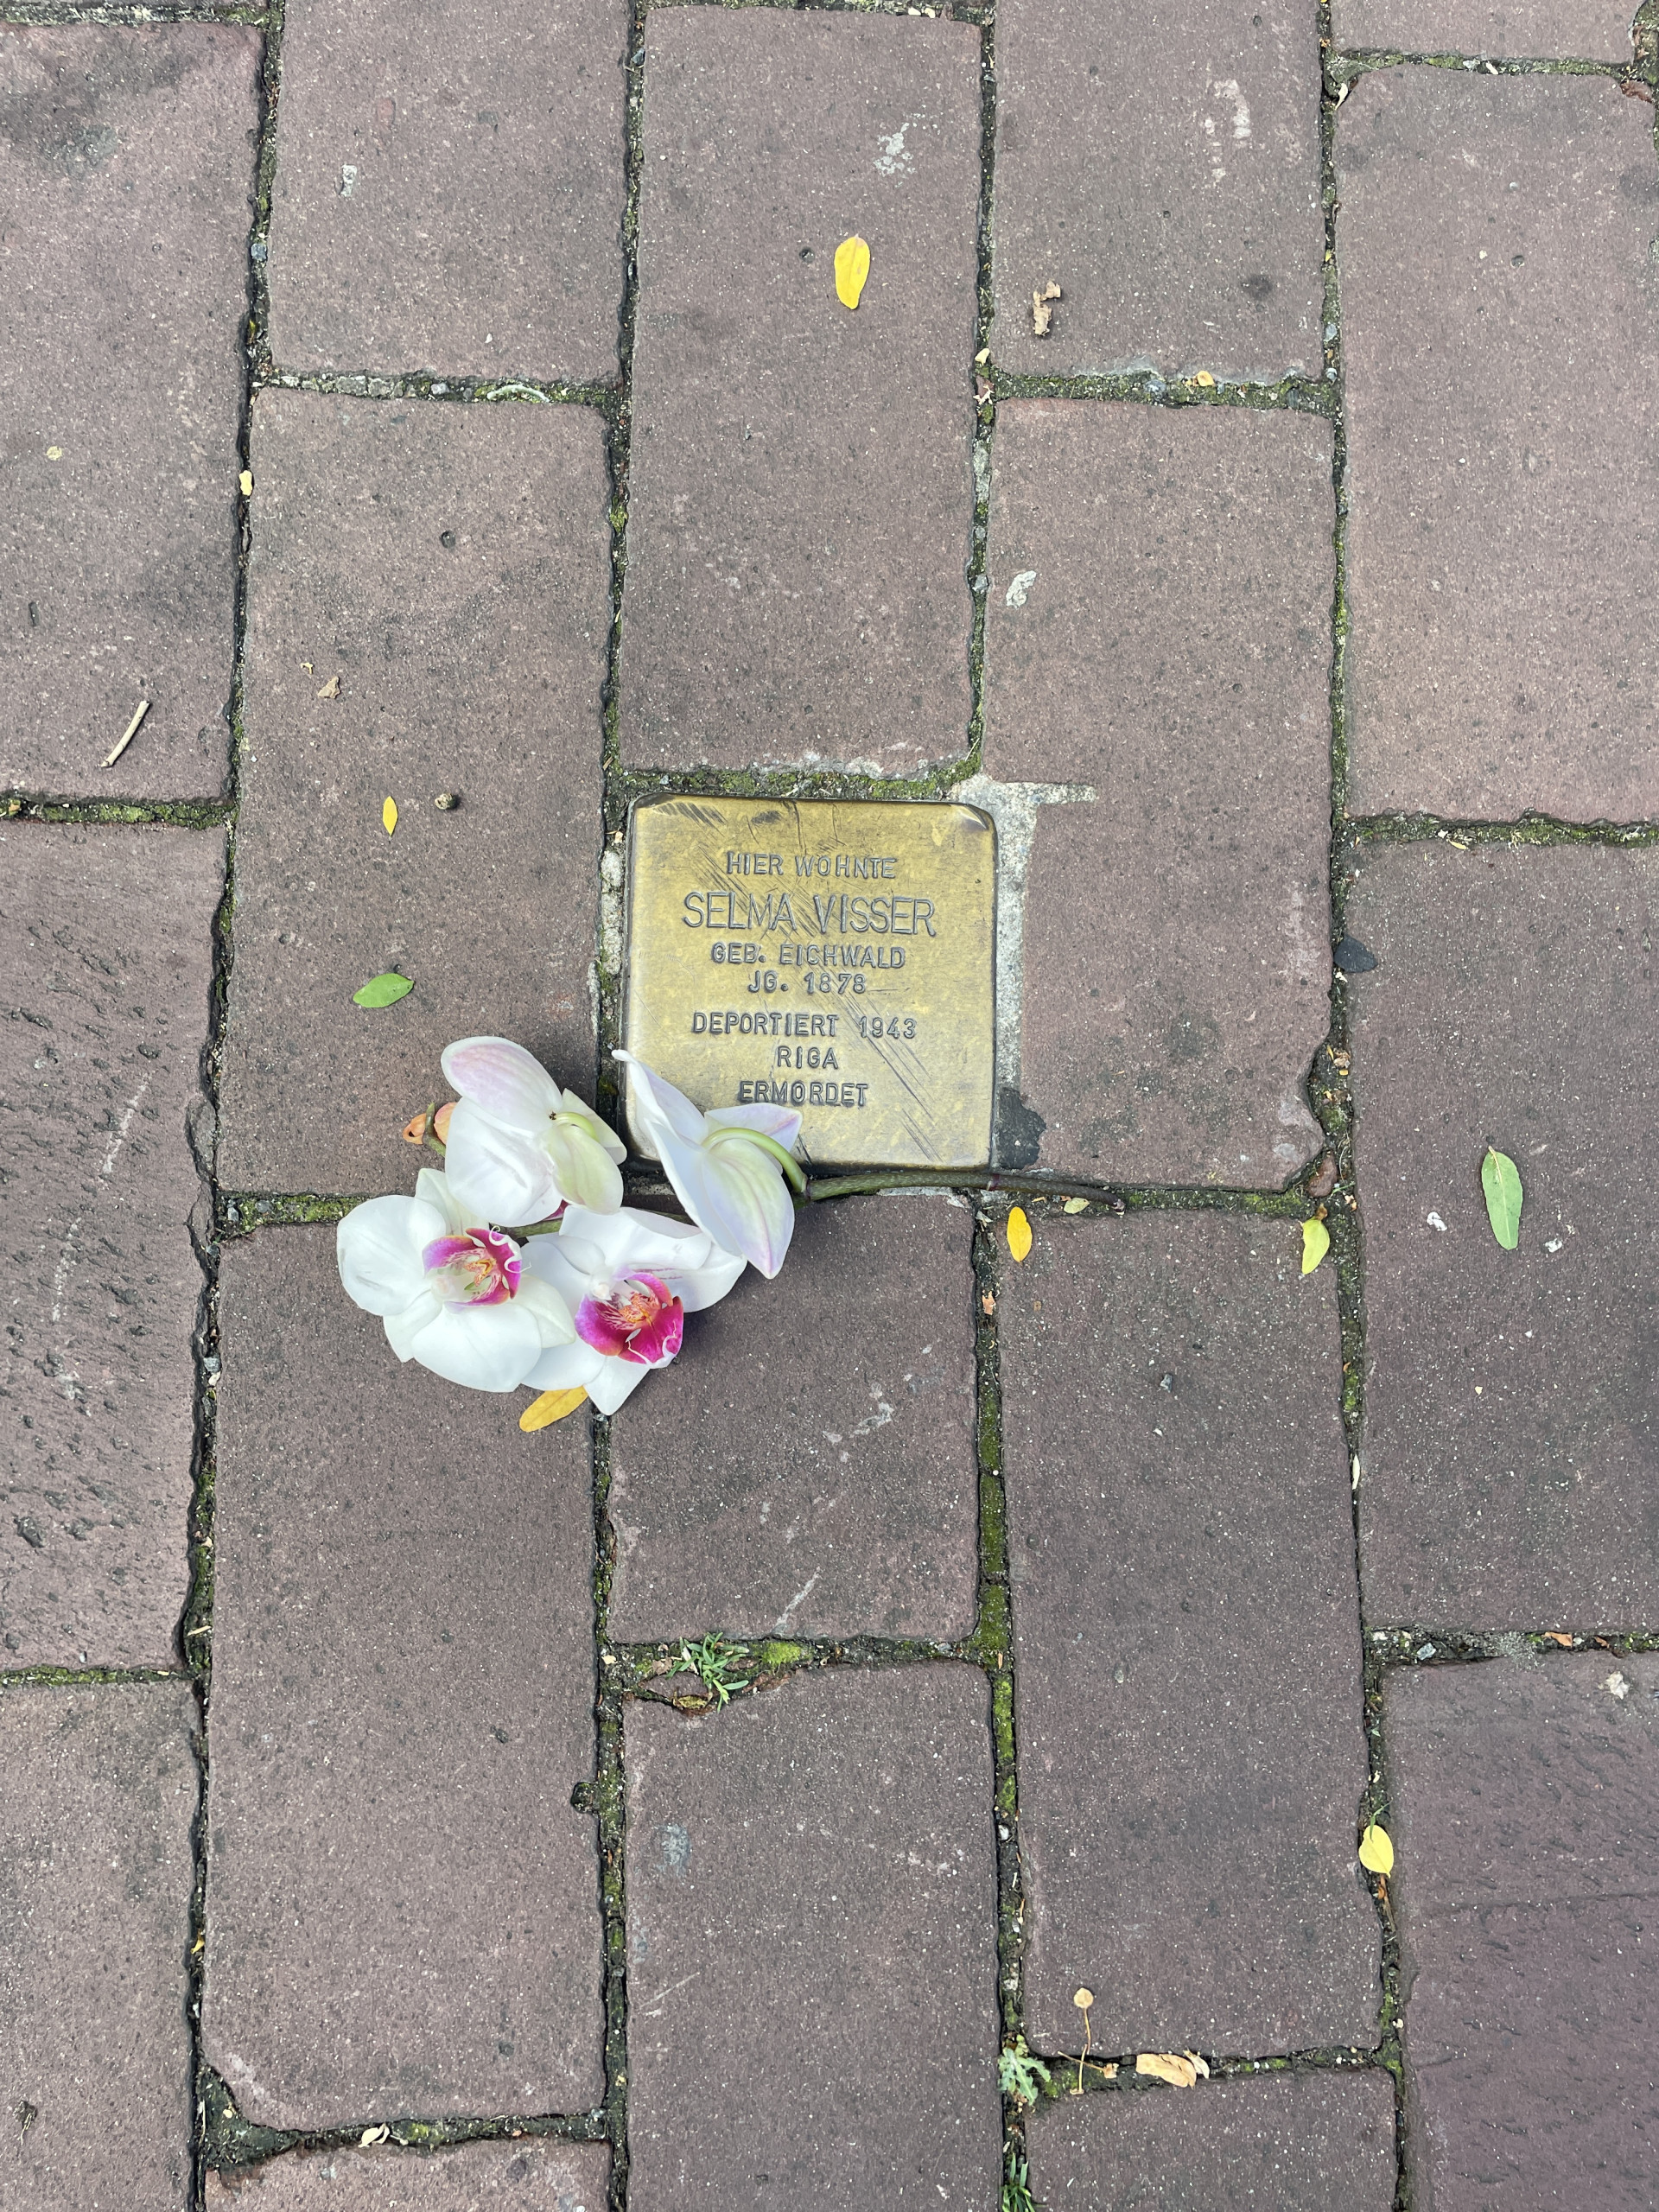 HIER WOHNTE
SELMA VISSER
GEB. EICHWALD
JG. 1878
DEPORTIERT 1943
RIGA
ERMORDET